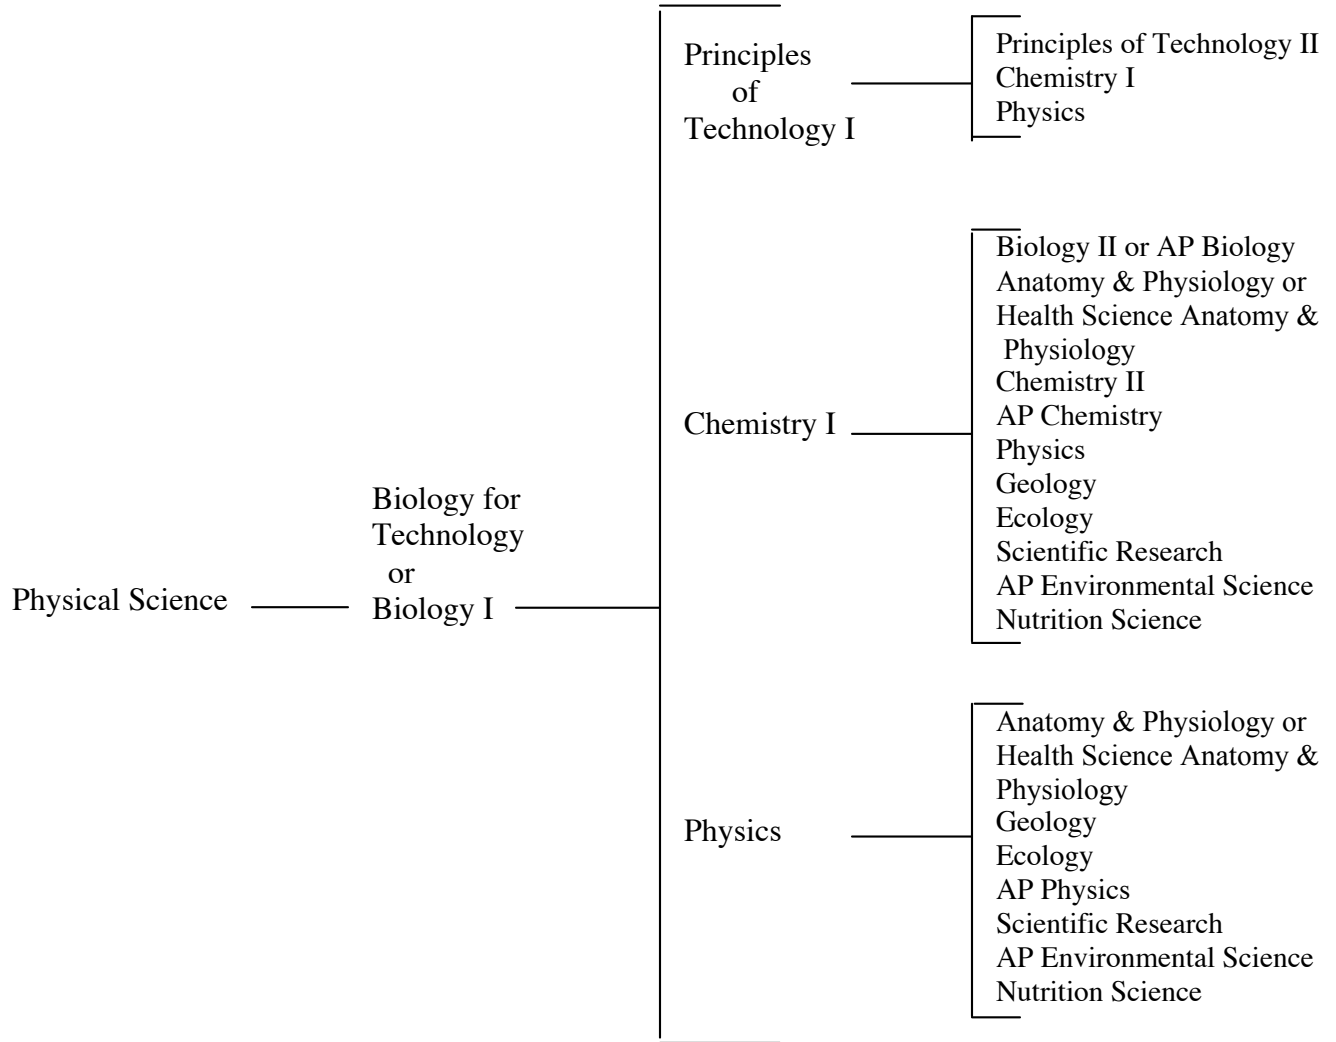 Physical Science
Biology for
Technology
or
Biology I
Principles
of
Technology I
Principles of Technology II
Chemistry I
Physics
Chemistry I
Biology II or AP Biology
Anatomy & Physiology or
Health Science Anatomy &
Physiology
Chemistry II
AP Chemistry
Physics
Geology
Ecology
Scientific Research
AP Environmental Science
Nutrition Science
Physics
Anatomy & Physiology or
Health Science Anatomy &
Physiology
Geology
Ecology
AP Physics
Scientific Research
AP Environmental Science
Nutrition Science